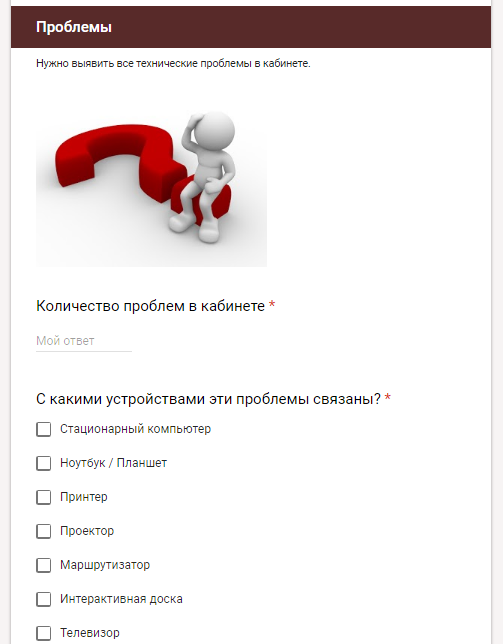 Проблемы
Нужно выявить все технические проблемы в кабинете.
Количество проблем в кабинете *
Мой ответ
С какими устройствами эти проблемы связаны? *
Стационарный компьютер
Ноутбук / Планшет
Принтер
Проектор
Маршрутизатор
Интерактивная доска
Телевизор